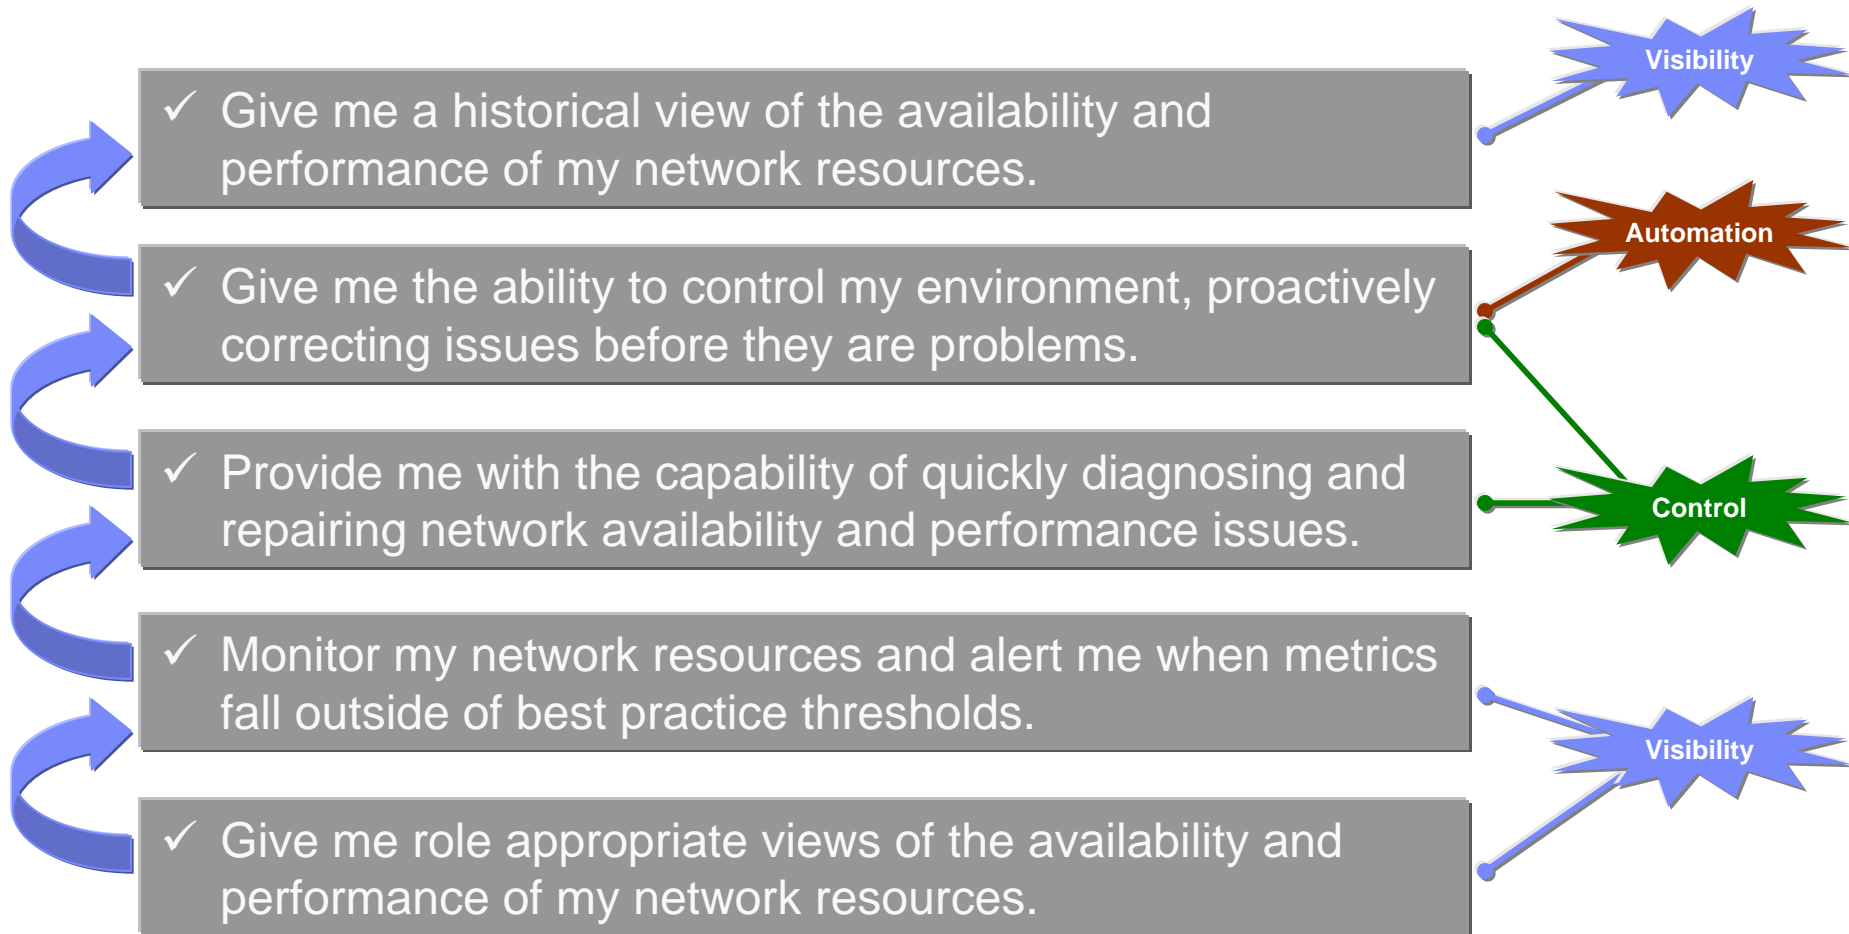 Visibility
✓ Give me a historical view of the availability and
performance of my network resources.
Automation
✓ Give me the ability to control my environment, proactively
correcting issues before they are problems.
✓ Provide me with the capability of quickly diagnosing and
repairing network availability and performance issues.
Control
✓ Monitor my network resources and alert me when metrics
fall outside of best practice thresholds.
Visibility
✓ Give me role appropriate views of the availability and
performance of my network resources.